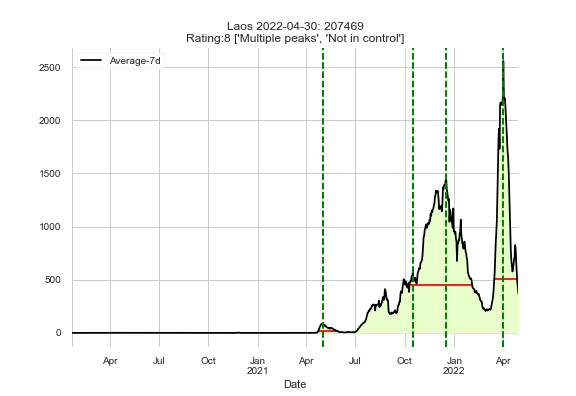 Laos 2022-04-30: 207469
Rating:8 ['Multiple peaks', 'Not in control']
Average-7d
2500
2000
1500
1000
500
0
Apr
Jul
Oct
Jan
2021
Apr
Jul
Oct
Jan
2022
Apr
Date